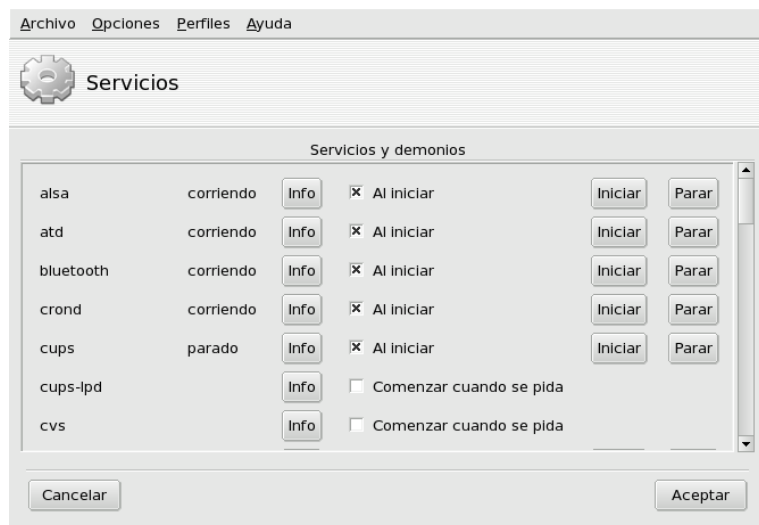 Archivo Opciones Perfiles Ayuda
Servicios
Servicios y demonios
alsa corriendo Info Al iniciar Iniciar Parar
atd corriendo Info Al iniciar Iniciar Parar
bluetooth corriendo Info Al iniciar Iniciar Parar
crond corriendo Info Al iniciar Iniciar Parar
cups parado Info Al iniciar Iniciar Parar
cups-lpd Info Comenzar cuando se pida
cvs Info Comenzar cuando se pida
Cancelar Aceptar